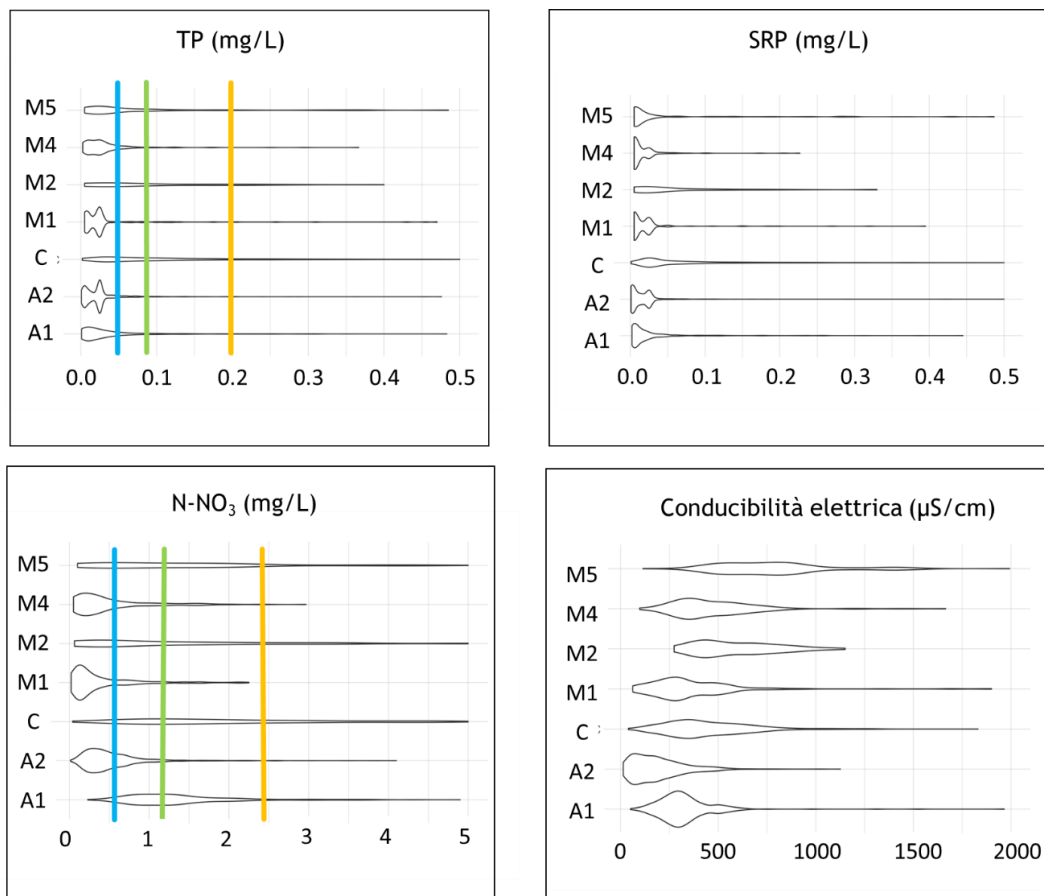 TP (mg/L)
M5
M4
M2
M1
C
A2
A1
0.0 0.1 0.2 0.3 0.4 0.5
SRP (mg/L)
M5
M4
M2
M1
C
A2
A1
0.0 0.1 0.2 0.3 0.4 0.5
N-NO₃ (mg/L)
M5
M4
M2
M1
C
A2
A1
0 1 2 3 4 5
Conducibilità elettrica (µS/cm)
M5
M4
M2
M1
C
A2
A1
0 500 1000 1500 2000